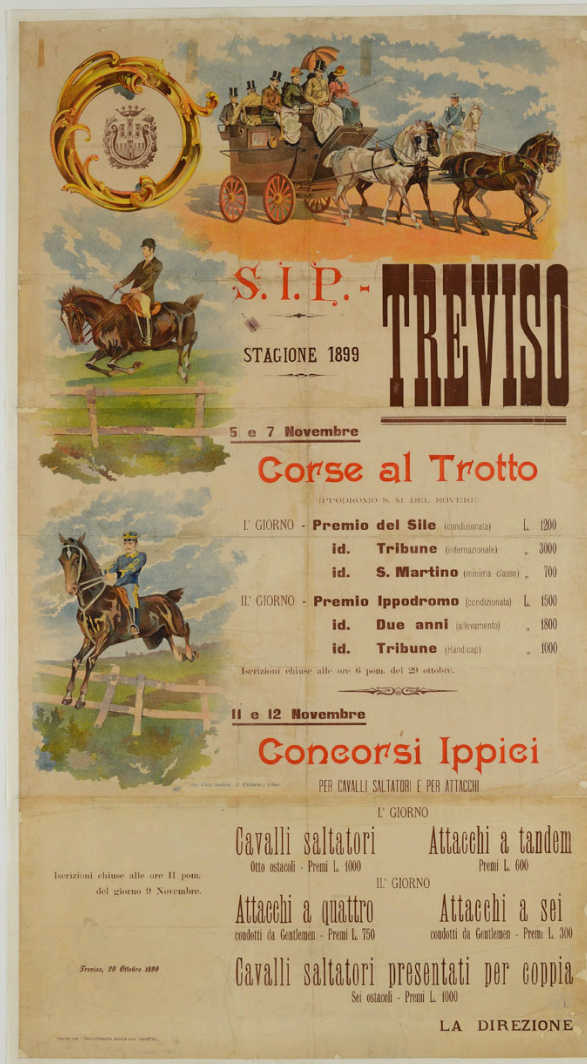 S. I. P. - TREVISO
STAGIONE 1899
5 e 7 Novembre
Corse al Trotto
IPPODROMO S. M. DEL ROVERE
I.° GIORNO - Premio del Sile (condizionata) L. 1200
id. Tribune (internazionale) „ 3000
id. S. Martino (minima classe) „ 700
II.° GIORNO - Premio Ippodromo (condizionata) L. 1500
id. Due anni (allevamento) „ 1800
id. Tribune (Handicap) „ 1000
Iscrizioni chiuse alle ore 6 pom. del 29 ottobre.
11 e 12 Novembre
Concorsi Ippici
PER CAVALLI SALTATORI E PER ATTACCHI
I.° GIORNO
Cavalli saltatori
Otto ostacoli - Premi L. 1000
Attacchi a tandem
Premi L. 600
II.° GIORNO
Attacchi a quattro
condotti da Gentlemen - Premi L. 750
Attacchi a sei
condotti da Gentlemen - Premi L. 300
Cavalli saltatori presentati per coppia
Sei ostacoli - Premi L. 1000
Iscrizioni chiuse alle ore 11 pom.
del giorno 9 Novembre.
Treviso, 20 Ottobre 1899
LA DIREZIONE